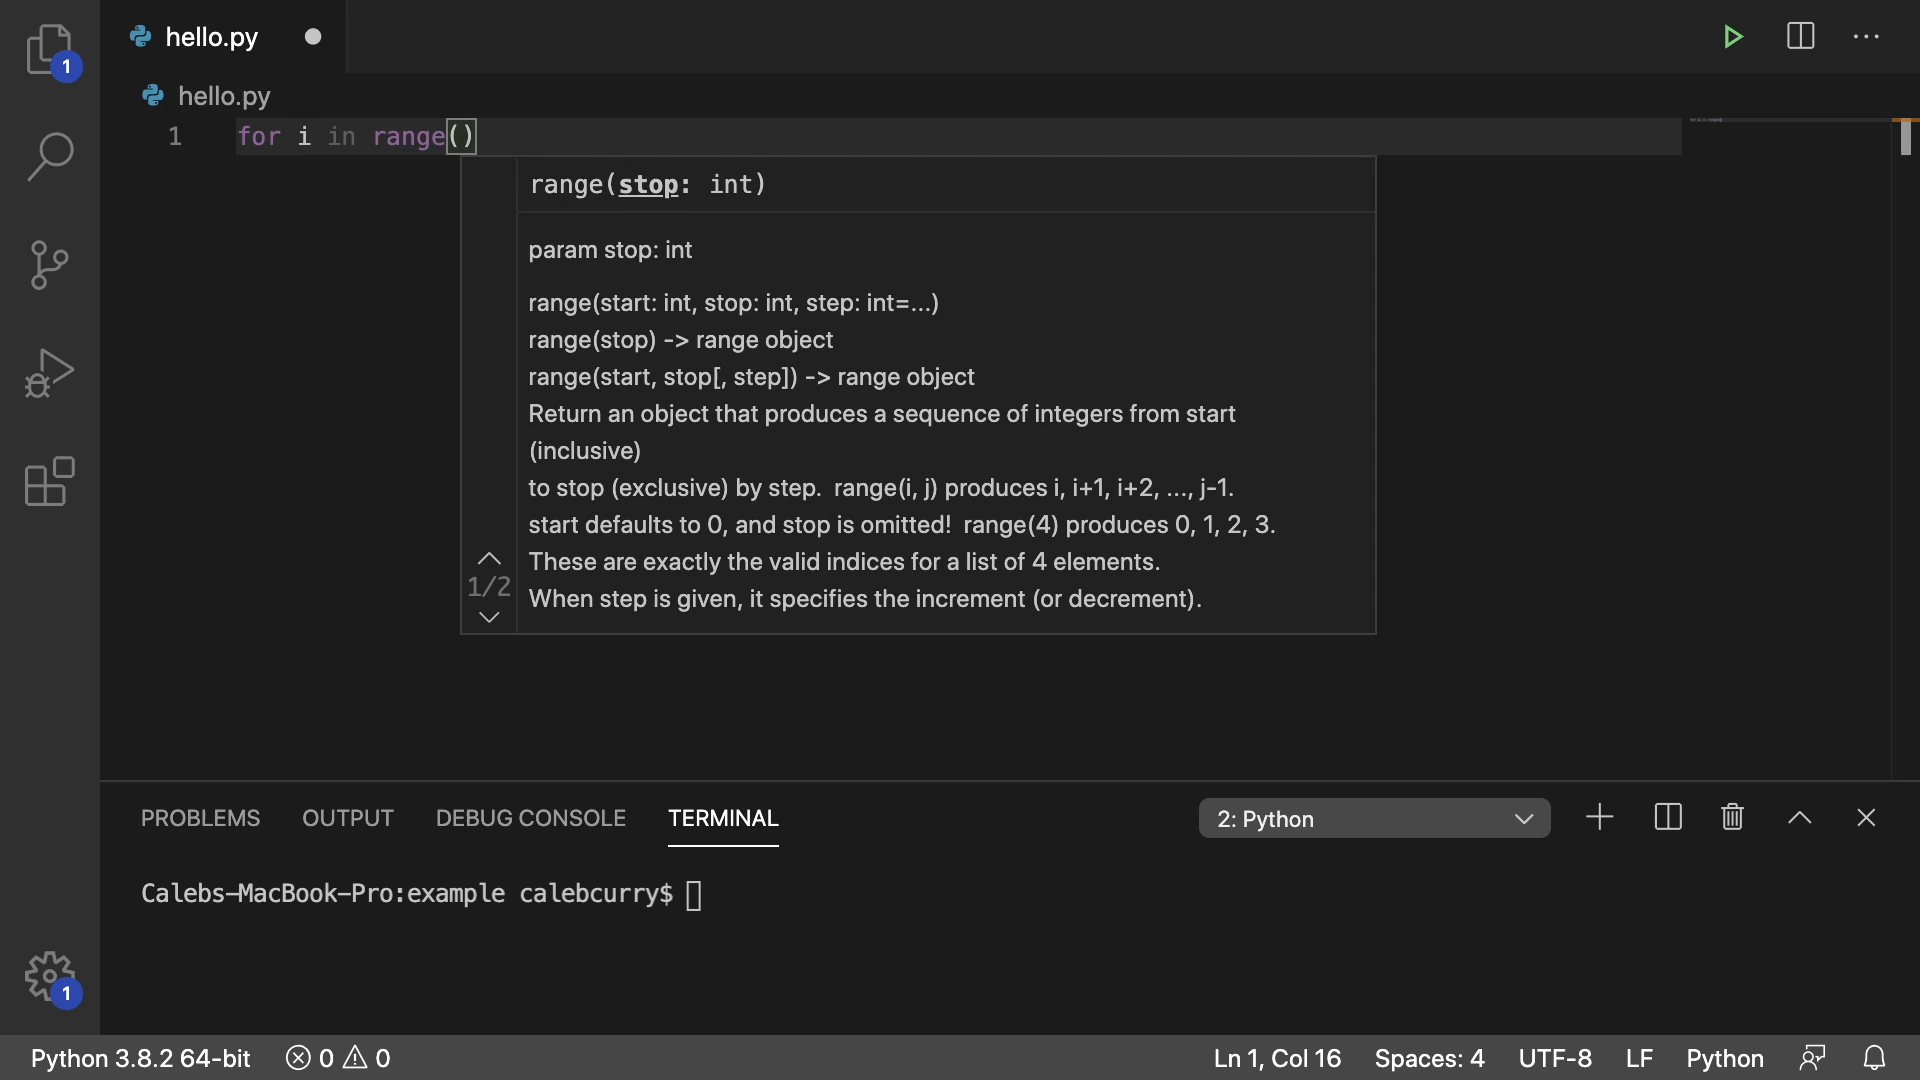 1
hello.py
hello.py
1 for i in range()
range(stop: int)
param stop: int
range(start: int, stop: int, step: int=...)
range(stop) -> range object
range(start, stop[, step]) -> range object
Return an object that produces a sequence of integers from start
(inclusive)
to stop (exclusive) by step.  range(i, j) produces i, i+1, i+2, ..., j-1.
start defaults to 0, and stop is omitted!  range(4) produces 0, 1, 2, 3.
These are exactly the valid indices for a list of 4 elements.
1/2
When step is given, it specifies the increment (or decrement).
PROBLEMS OUTPUT DEBUG CONSOLE TERMINAL 2: Python
Calebs-MacBook-Pro:example calebcurry$
1
Python 3.8.2 64-bit 0 0 Ln 1, Col 16 Spaces: 4 UTF-8 LF Python